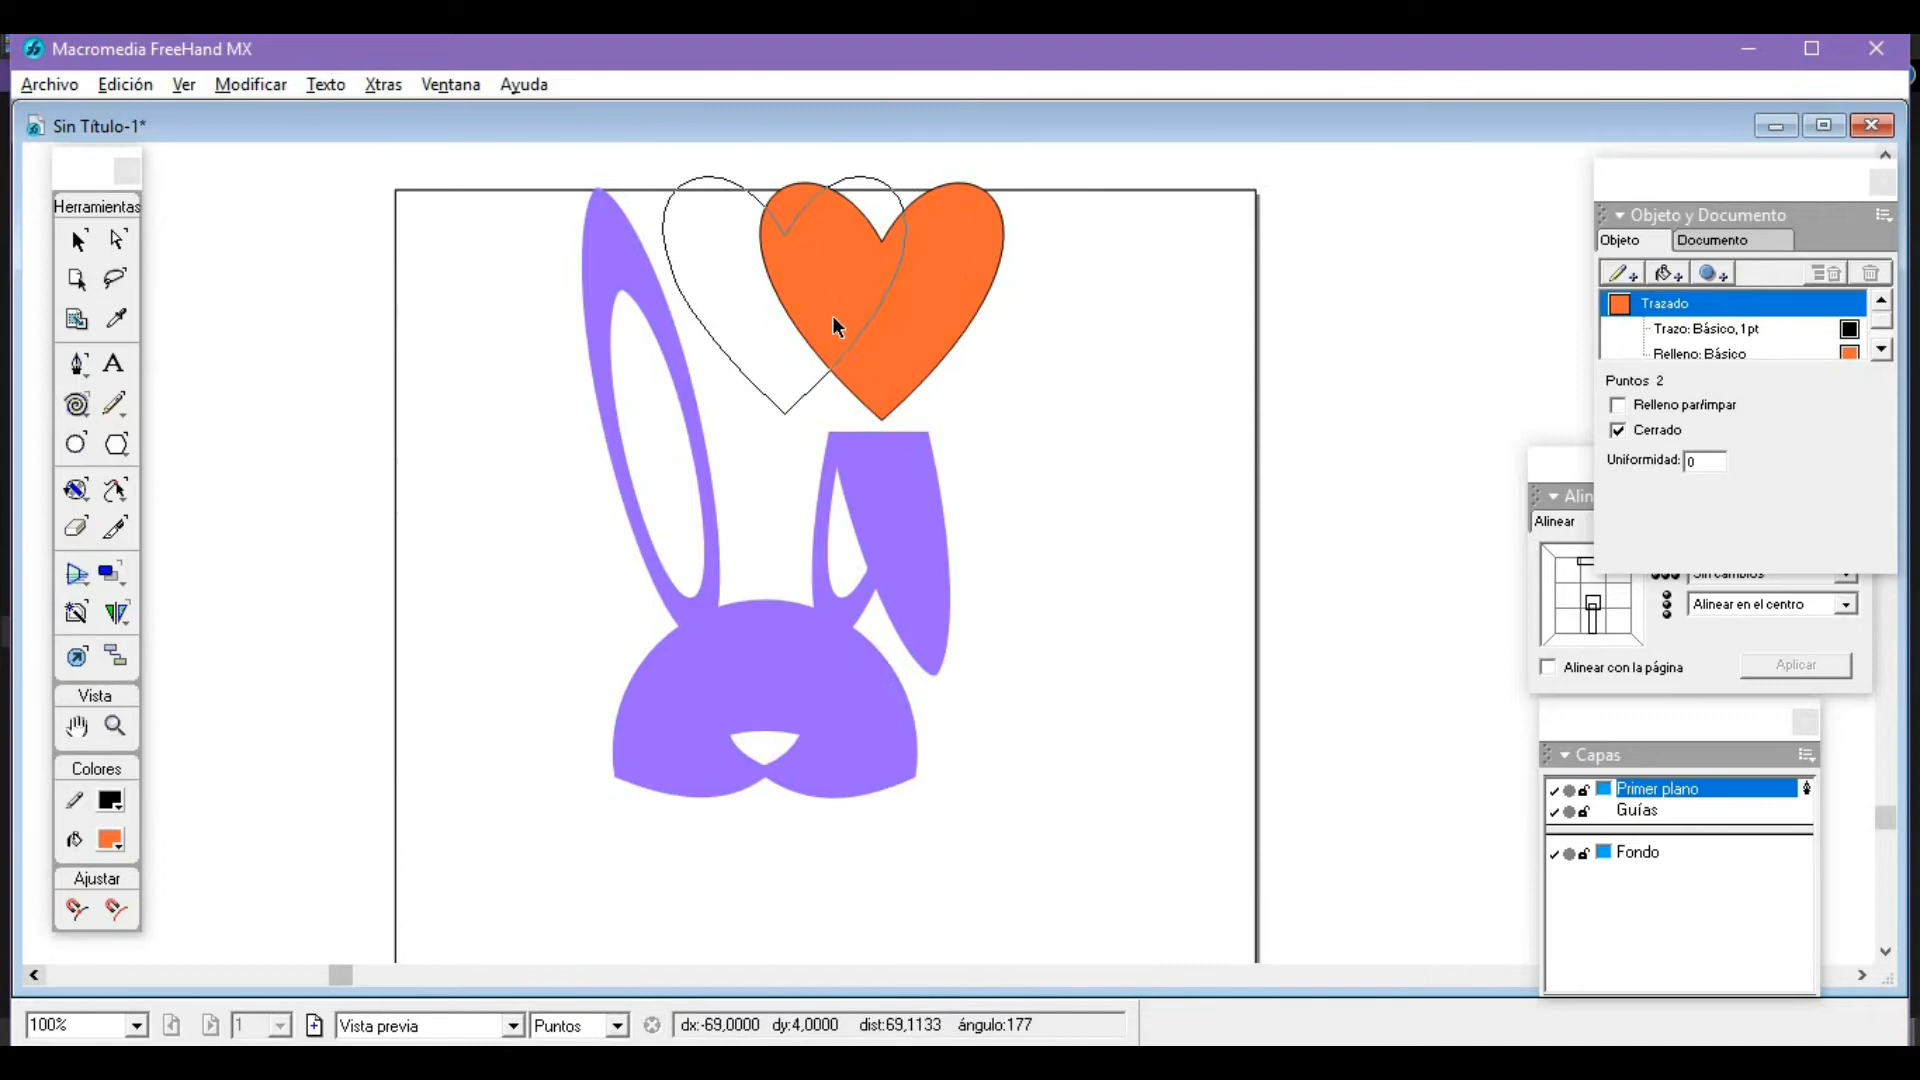 Macromedia FreeHand MX
Archivo Edición Ver Modificar Texto Xtras Ventana Ayuda
Sin Título-1*
Herramientas
A
Vista
Colores
Ajustar
Objeto y Documento
Objeto Documento
Trazado
Trazo: Básico, 1pt
Relleno: Básico
Puntos 2
Relleno par/impar
Cerrado
Uniformidad: 0
Alin
Alinear
Sin cambios
Alinear en el centro
Alinear con la página
Aplicar
Capas
Primer plano
Guías
Fondo
100%
1
Vista previa
Puntos
dx:-69,0000 dy:4,0000 dist:69,1133 ángulo:177